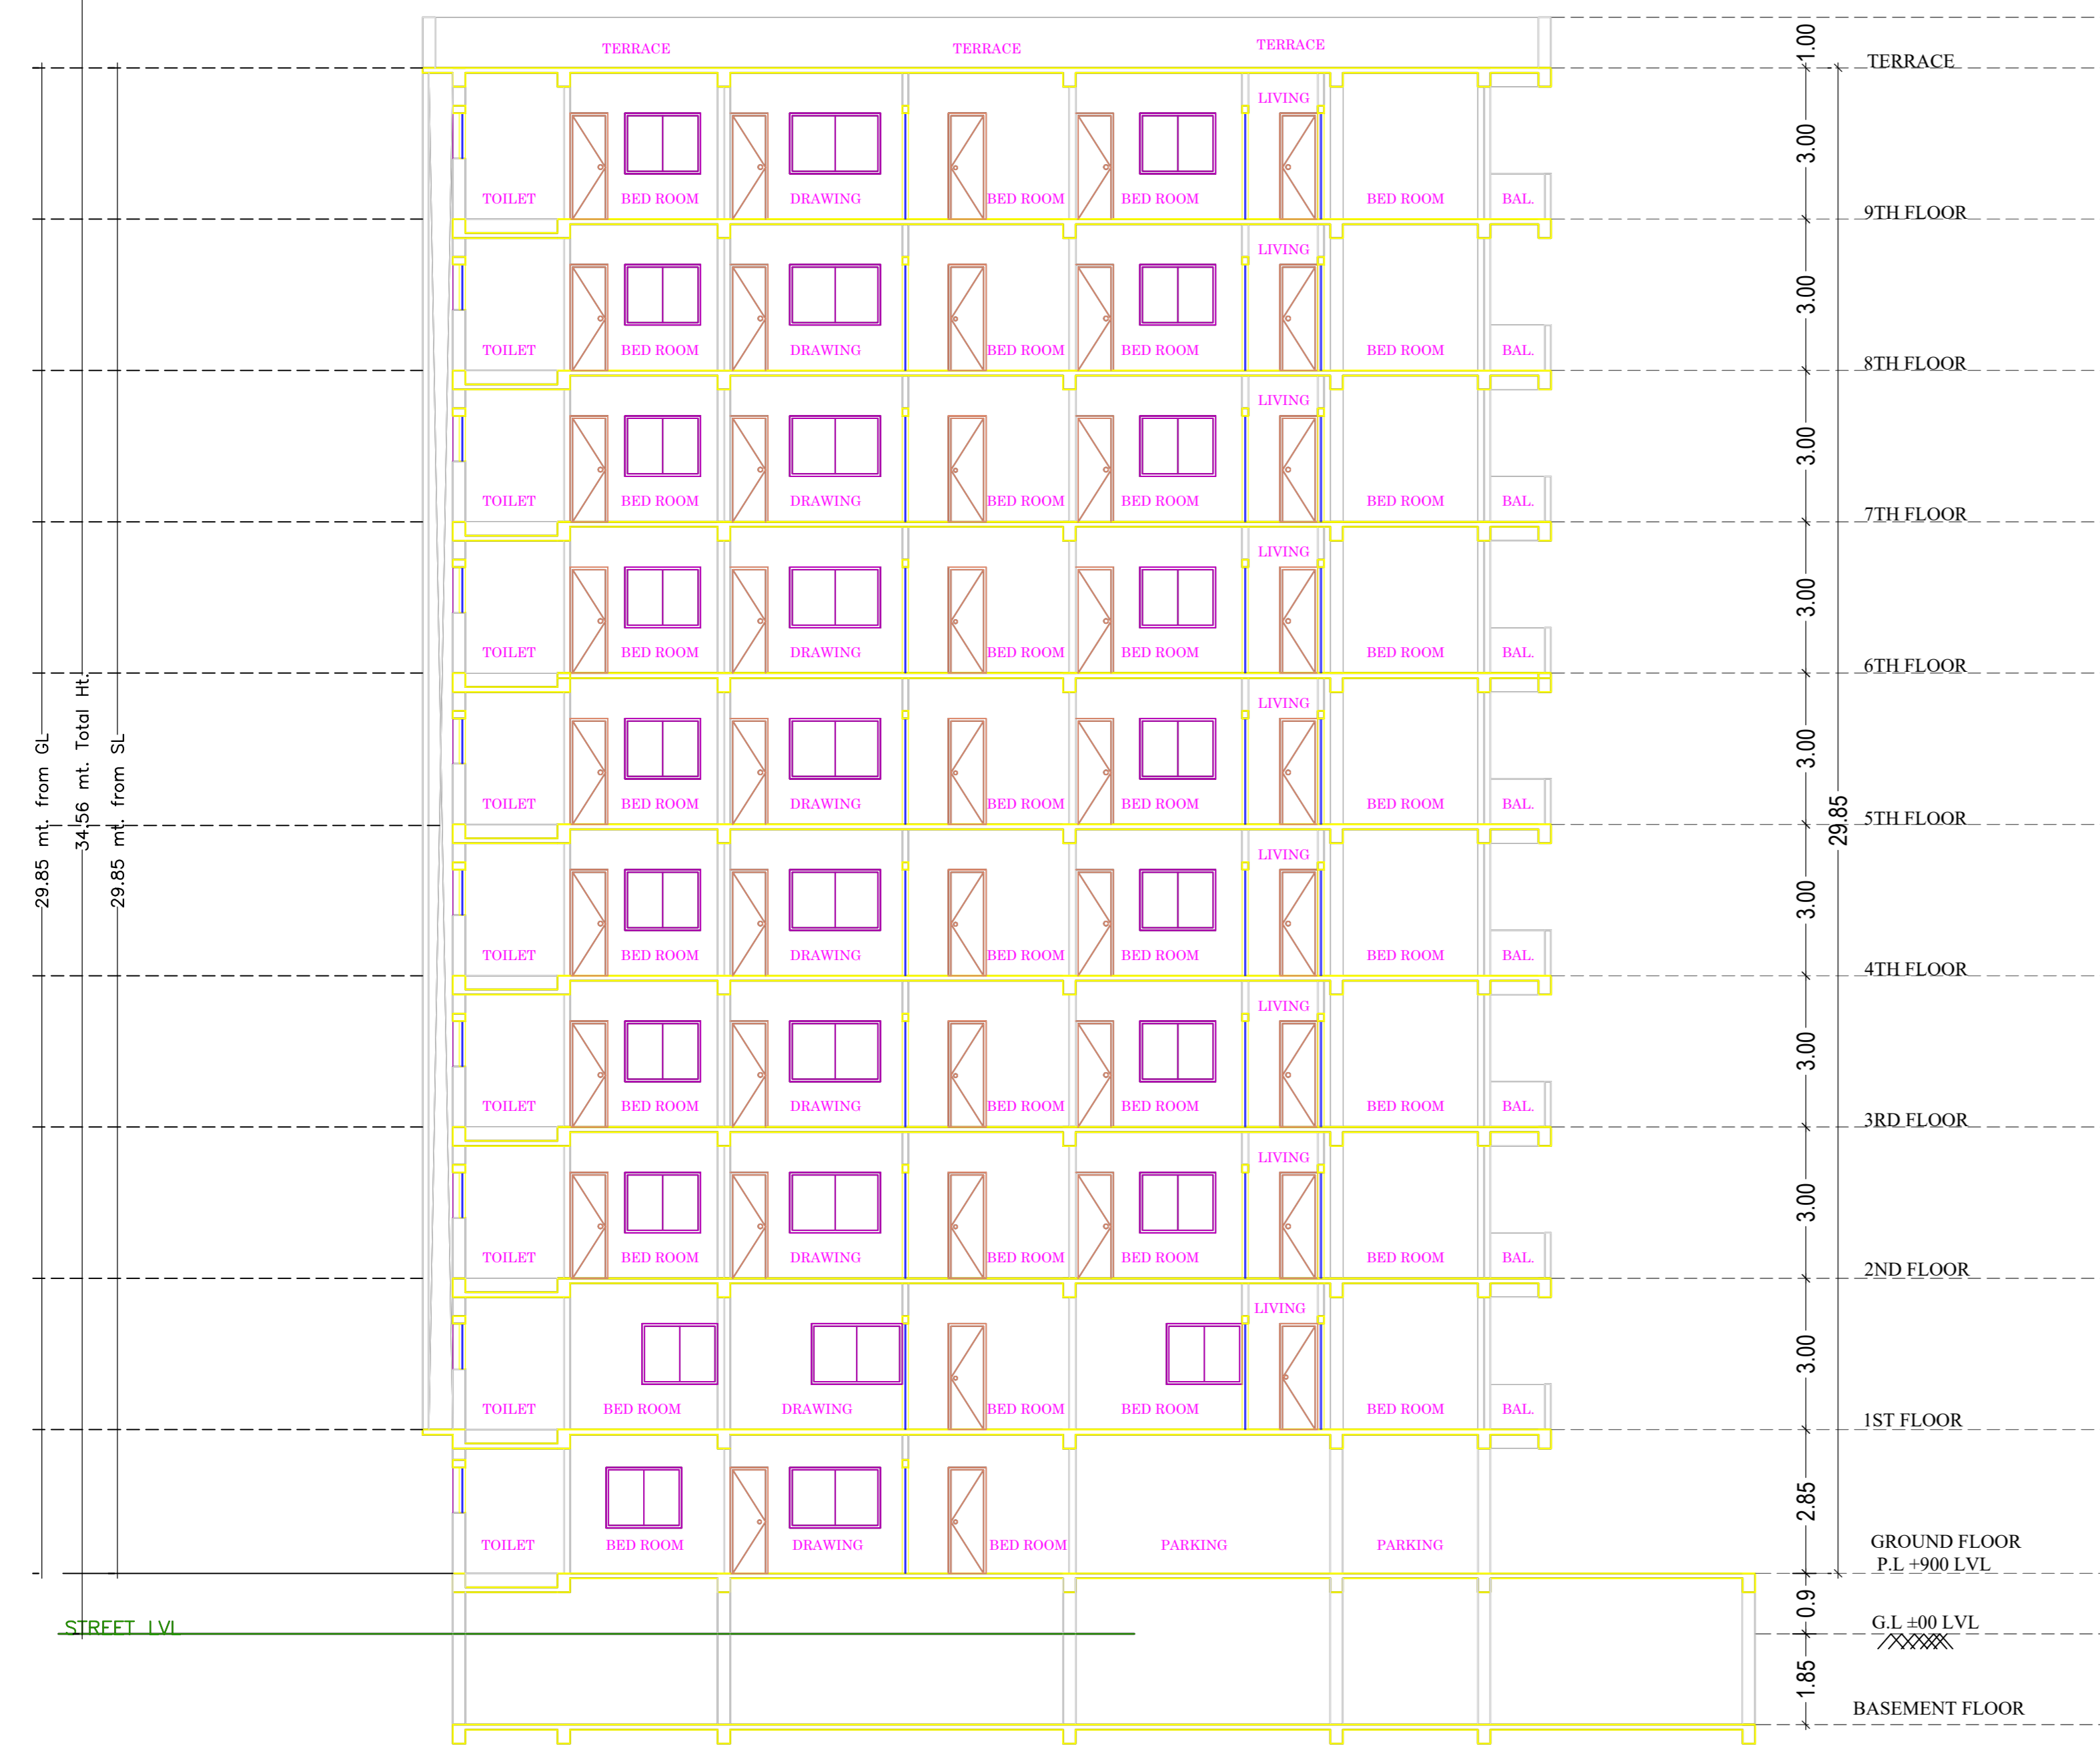 TERRACE TERRACE TERRACE 1.00
TERRACE
LIVING
3.00
TOILET BED ROOM DRAWING BED ROOM BED ROOM BED ROOM BAL.
9TH FLOOR
LIVING
3.00
TOILET BED ROOM DRAWING BED ROOM BED ROOM BED ROOM BAL.
8TH FLOOR
LIVING
3.00
TOILET BED ROOM DRAWING BED ROOM BED ROOM BED ROOM BAL.
7TH FLOOR
LIVING
3.00
TOILET BED ROOM DRAWING BED ROOM BED ROOM BED ROOM BAL.
6TH FLOOR
29.85 mt. from GL
34.56 mt. Total Ht.
29.85 mt. from SL
LIVING
3.00
TOILET BED ROOM DRAWING BED ROOM BED ROOM BED ROOM BAL.
29.85
5TH FLOOR
LIVING
3.00
TOILET BED ROOM DRAWING BED ROOM BED ROOM BED ROOM BAL.
4TH FLOOR
LIVING
3.00
TOILET BED ROOM DRAWING BED ROOM BED ROOM BED ROOM BAL.
3RD FLOOR
LIVING
3.00
TOILET BED ROOM DRAWING BED ROOM BED ROOM BED ROOM BAL.
2ND FLOOR
LIVING
3.00
TOILET BED ROOM DRAWING BED ROOM BED ROOM BED ROOM BAL.
1ST FLOOR
2.85
TOILET BED ROOM DRAWING BED ROOM PARKING PARKING
GROUND FLOOR
P.L +900 LVL
0.9
STREET LVL
G.L ±00 LVL
1.85
BASEMENT FLOOR